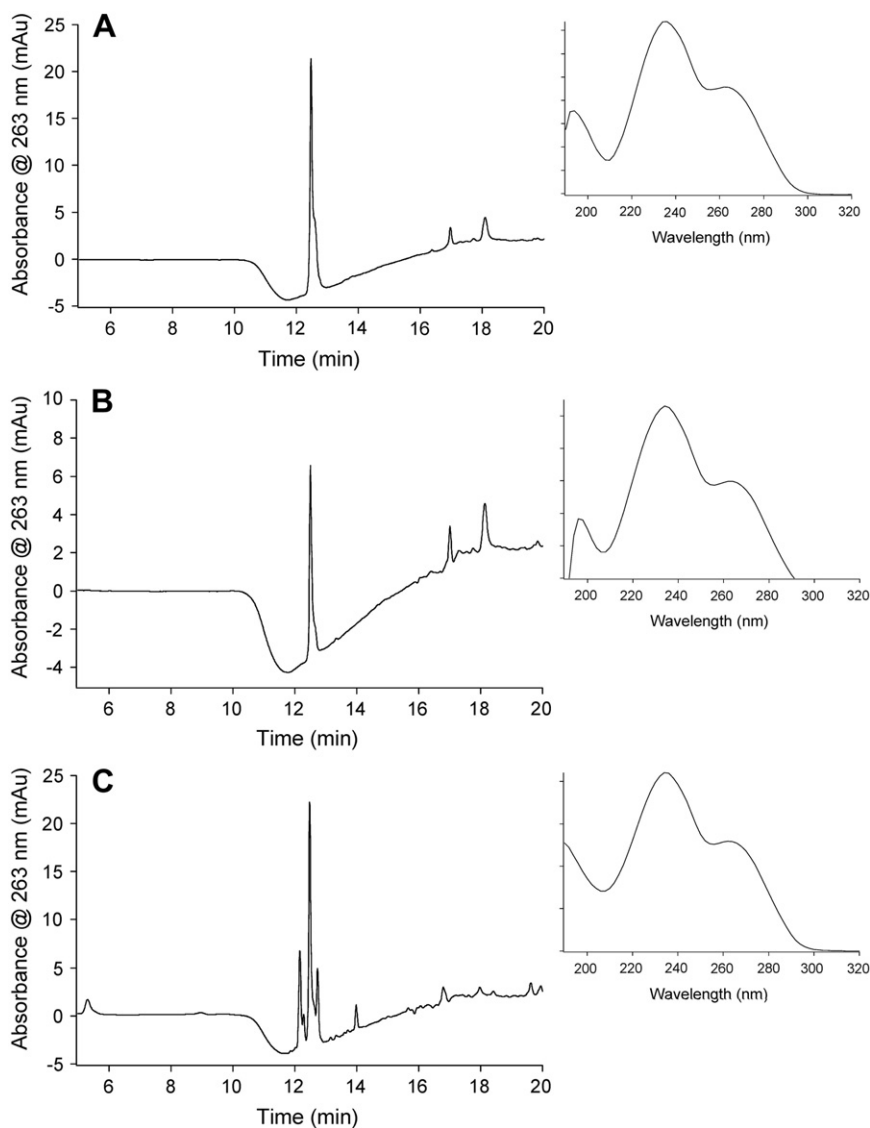 A
Absorbance @ 263 nm (mAu)
25
20
15
10
5
0
-5
6 8 10 12 14 16 18 20
Time (min)
200 220 240 260 280 300 320
Wavelength (nm)
B
Absorbance @ 263 nm (mAu)
10
8
6
4
2
0
-2
-4
6 8 10 12 14 16 18 20
Time (min)
200 220 240 260 280 300 320
Wavelength (nm)
C
Absorbance @ 263 nm (mAu)
25
20
15
10
5
0
-5
6 8 10 12 14 16 18 20
Time (min)
200 220 240 260 280 300 320
Wavelength (nm)